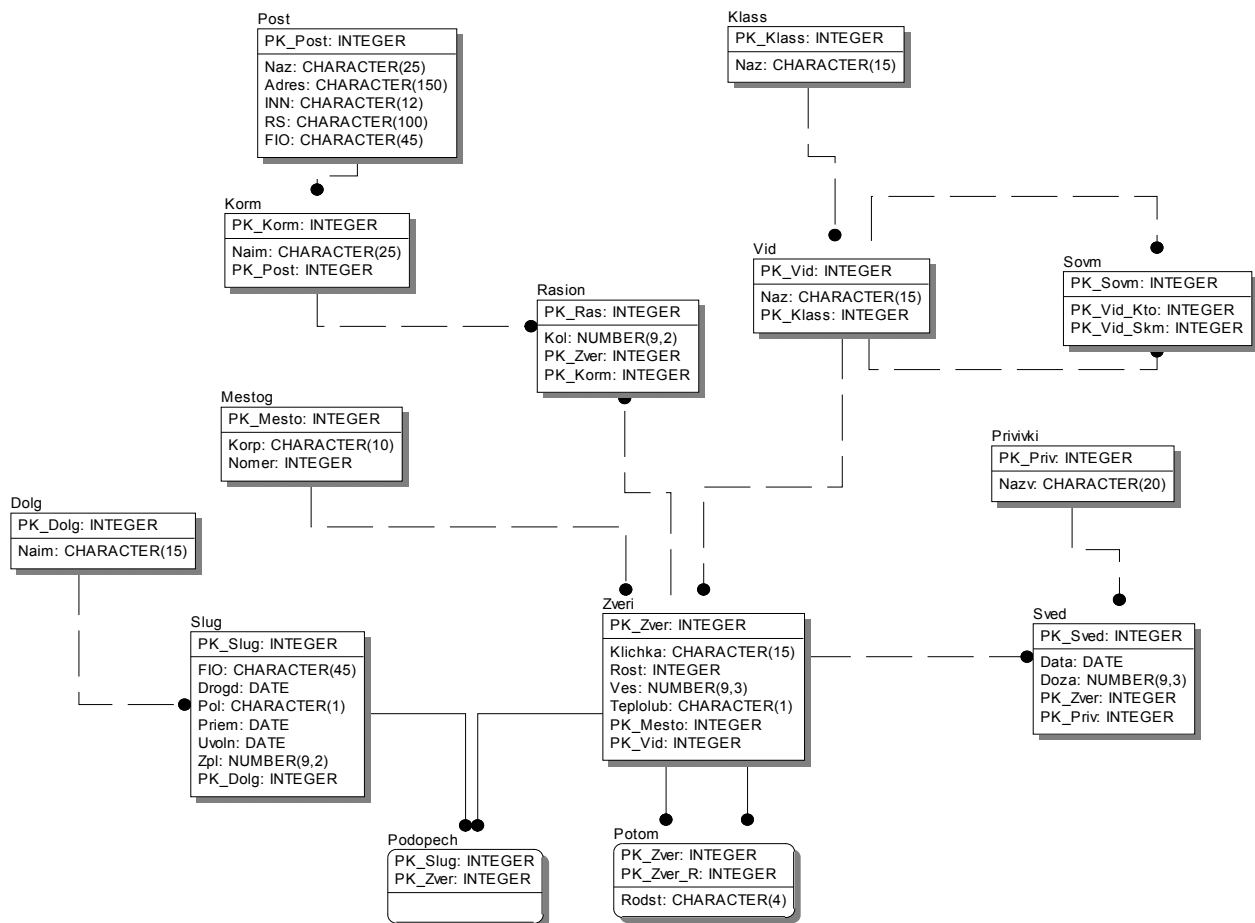 Post
PK_Post: INTEGER
Naz: CHARACTER(25)
Adres: CHARACTER(150)
INN: CHARACTER(12)
RS: CHARACTER(100)
FIO: CHARACTER(45)
Klass
PK_Klass: INTEGER
Naz: CHARACTER(15)
Korm
PK_Korm: INTEGER
Naim: CHARACTER(25)
PK_Post: INTEGER
Vid
PK_Vid: INTEGER
Naz: CHARACTER(15)
PK_Klass: INTEGER
Sovm
PK_Sovm: INTEGER
PK_Vid_Kto: INTEGER
PK_Vid_Skm: INTEGER
Rasion
PK_Ras: INTEGER
Kol: NUMBER(9,2)
PK_Zver: INTEGER
PK_Korm: INTEGER
Mestog
PK_Mesto: INTEGER
Korp: CHARACTER(10)
Nomer: INTEGER
Privivki
PK_Priv: INTEGER
Nazv: CHARACTER(20)
Dolg
PK_Dolg: INTEGER
Naim: CHARACTER(15)
Slug
PK_Slug: INTEGER
FIO: CHARACTER(45)
Drogd: DATE
Pol: CHARACTER(1)
Priem: DATE
Uvoln: DATE
Zpl: NUMBER(9,2)
PK_Dolg: INTEGER
Zveri
PK_Zver: INTEGER
Klichka: CHARACTER(15)
Rost: INTEGER
Ves: NUMBER(9,3)
Teplolub: CHARACTER(1)
PK_Mesto: INTEGER
PK_Vid: INTEGER
Sved
PK_Sved: INTEGER
Data: DATE
Doza: NUMBER(9,3)
PK_Zver: INTEGER
PK_Priv: INTEGER
Podopech
PK_Slug: INTEGER
PK_Zver: INTEGER
Potom
PK_Zver: INTEGER
PK_Zver_R: INTEGER
Rodst: CHARACTER(4)